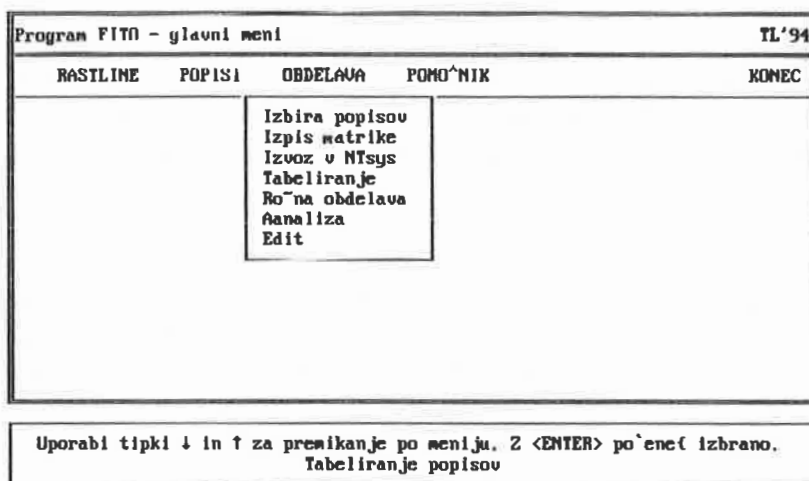 Program FITO - glavni meni TL'94
RASTLINE POPISI OBDELAVA POMO^NIK KONEC
Izbira popisov
Izpis matrike
Izvoz v NTsys
Tabeliranje
Ro~na obdelava
Aanaliza
Edit
Uporabi tipki ↓ in ↑ za premikanje po meniju. Z <ENTER> po`ene{ izbrano.
Tabeliranje popisov